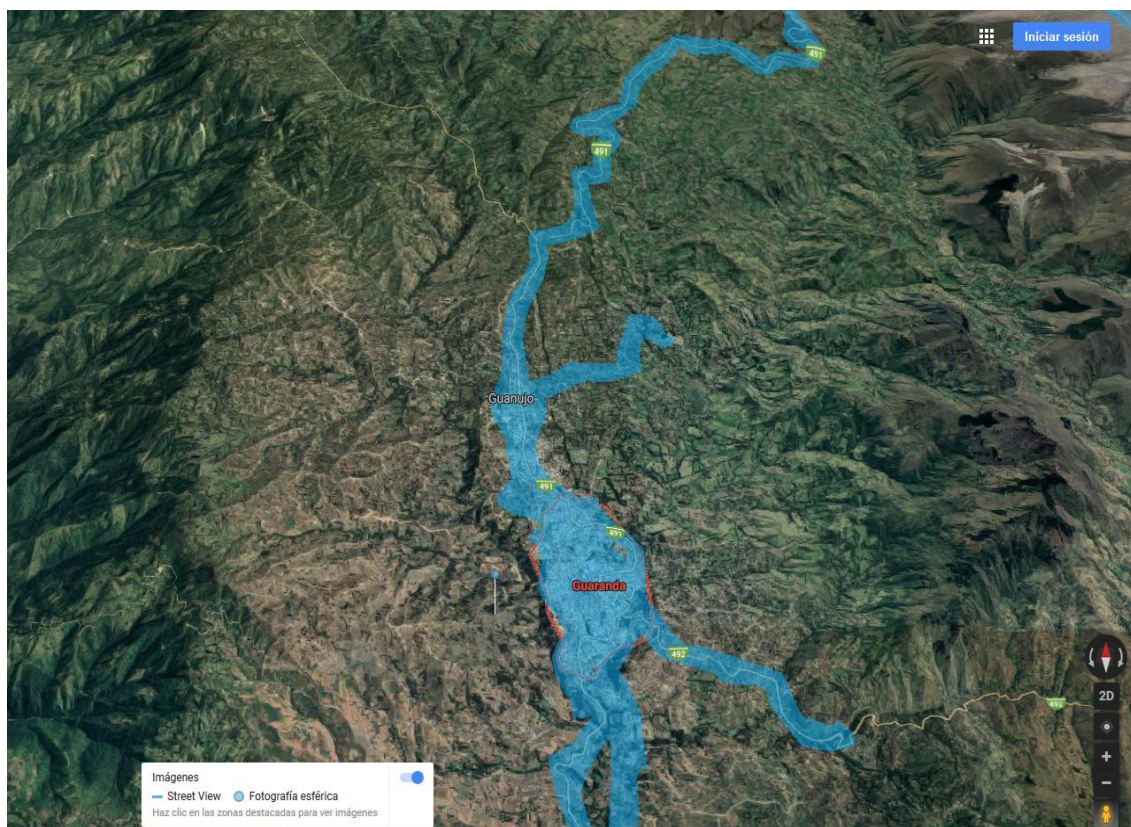 Iniciar sesión
491
491
Guanujo
491
491
Guaranda
492
492
2D
Imágenes
Street View Fotografía esférica
Haz clic en las zonas destacadas para ver imágenes